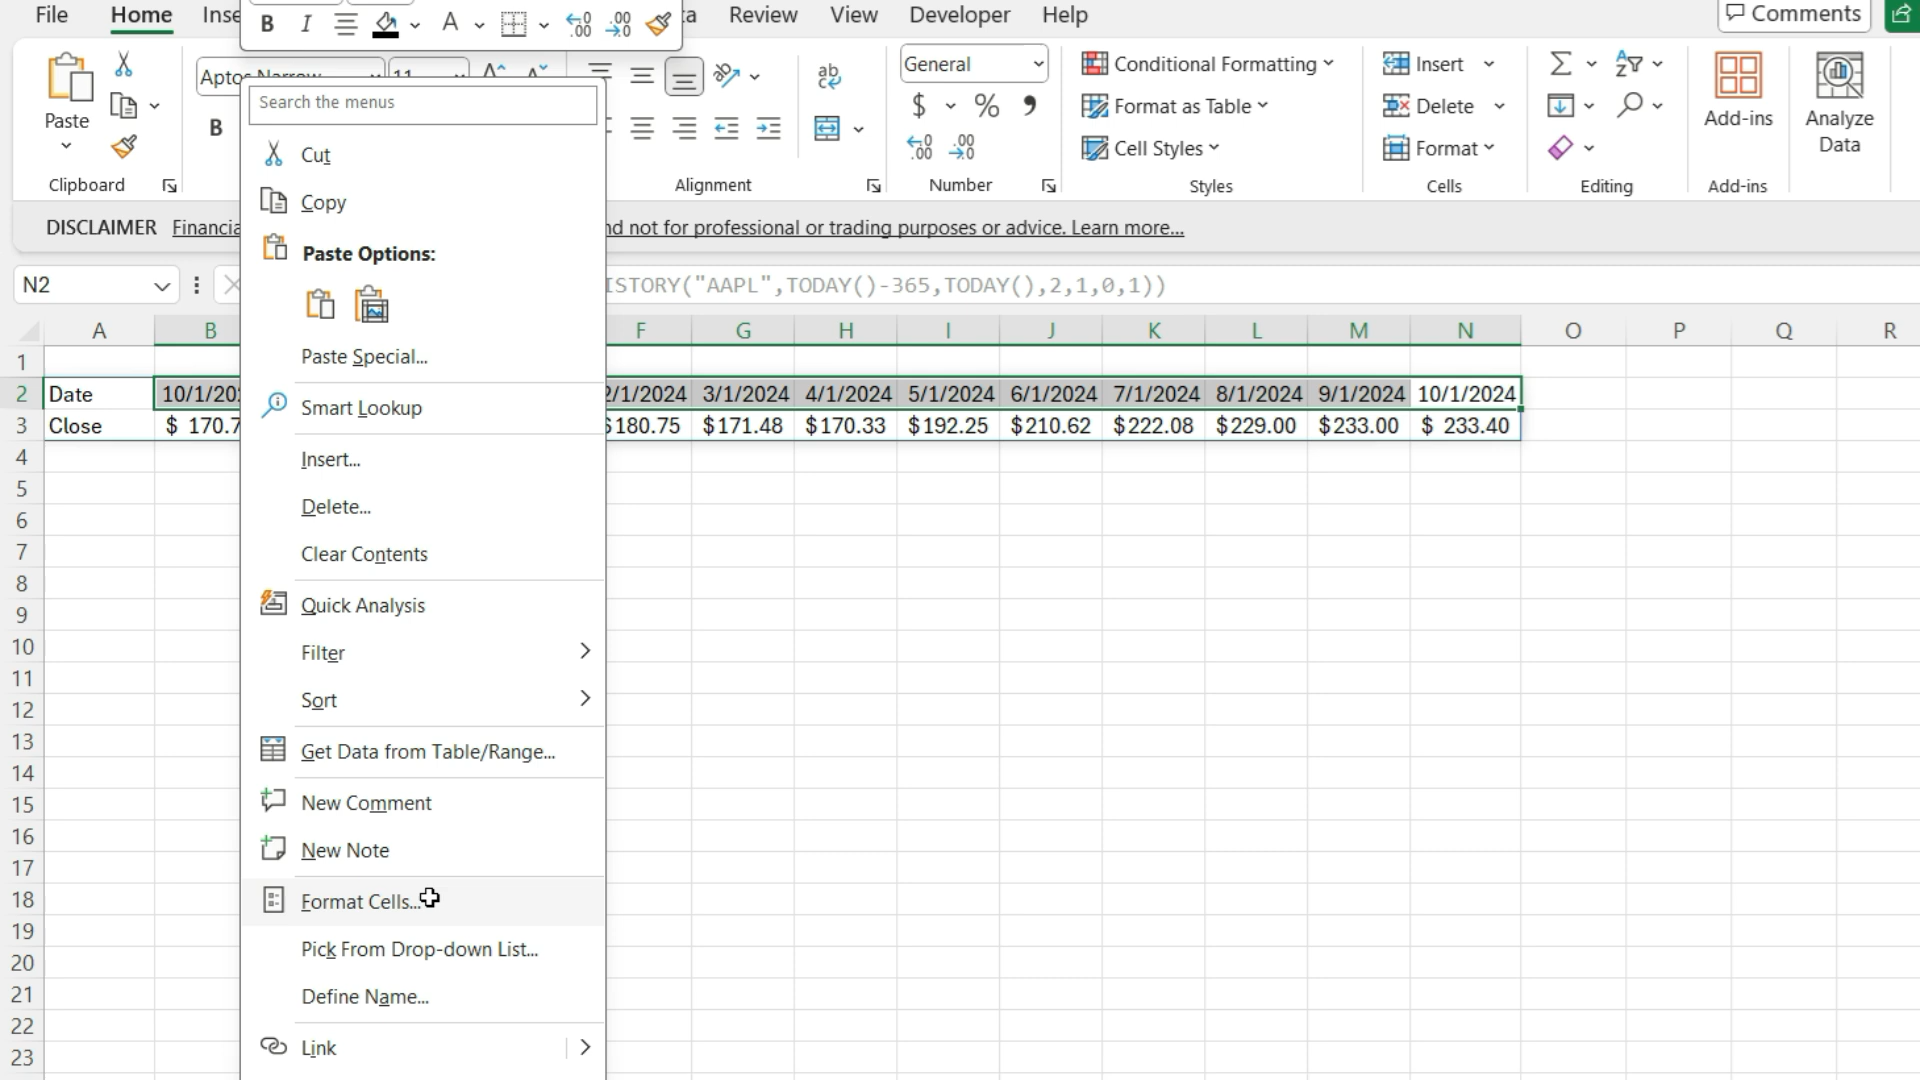 File Home Inse Review View Developer Help Comments
B I A
Paste
Clipboard
Aptos Narrow 11
B
Alignment
General
$ %
Number
Conditional Formatting
Format as Table
Cell Styles
Styles
Insert
Delete
Format
Cells
Editing
Add-ins
Add-ins
Analyze
Data
DISCLAIMER Financia nd not for professional or trading purposes or advice. Learn more...
N2 ISTORY("AAPL",TODAY()-365,TODAY(),2,1,0,1))
A B F G H I J K L M N O P Q R
1
2 Date 10/1/20 2/1/2024 3/1/2024 4/1/2024 5/1/2024 6/1/2024 7/1/2024 8/1/2024 9/1/2024 10/1/2024
3 Close $ 170.7 $180.75 $171.48 $170.33 $192.25 $210.62 $222.08 $229.00 $233.00 $ 233.40
4
5
6
7
8
9
10
11
12
13
14
15
16
17
18
19
20
21
22
23
Search the menus
Cut
Copy
Paste Options:
Paste Special...
Smart Lookup
Insert...
Delete...
Clear Contents
Quick Analysis
Filter
Sort
Get Data from Table/Range...
New Comment
New Note
Format Cells...
Pick From Drop-down List...
Define Name...
Link